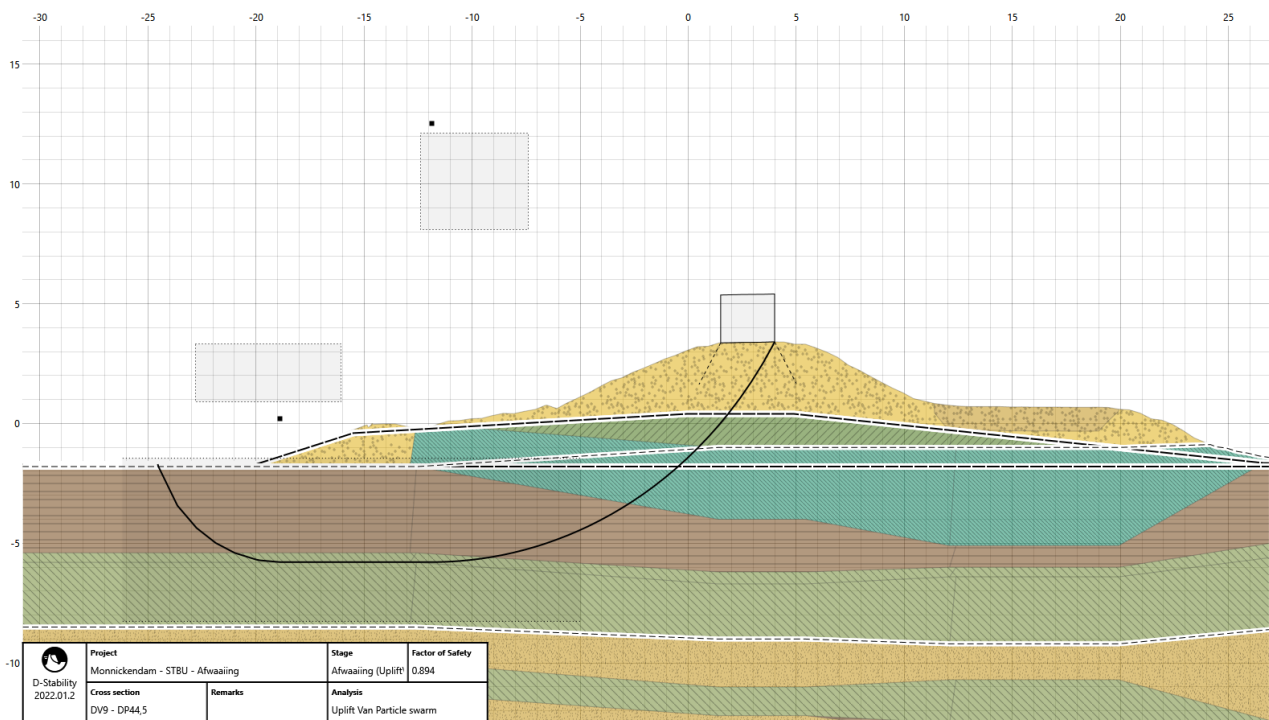 -30 -25 -20 -15 -10 -5 0 5 10 15 20 25
15
10
5
0
-5
-10
Project
Monnickendam - STBU - Afwaaiing
Stage
Afwaaiing (Uplift
Factor of Safety
0.894
D-Stability
2022.01.2
Cross section
DV9 - DP44,5
Remarks
Analysis
Uplift Van Particle swarm